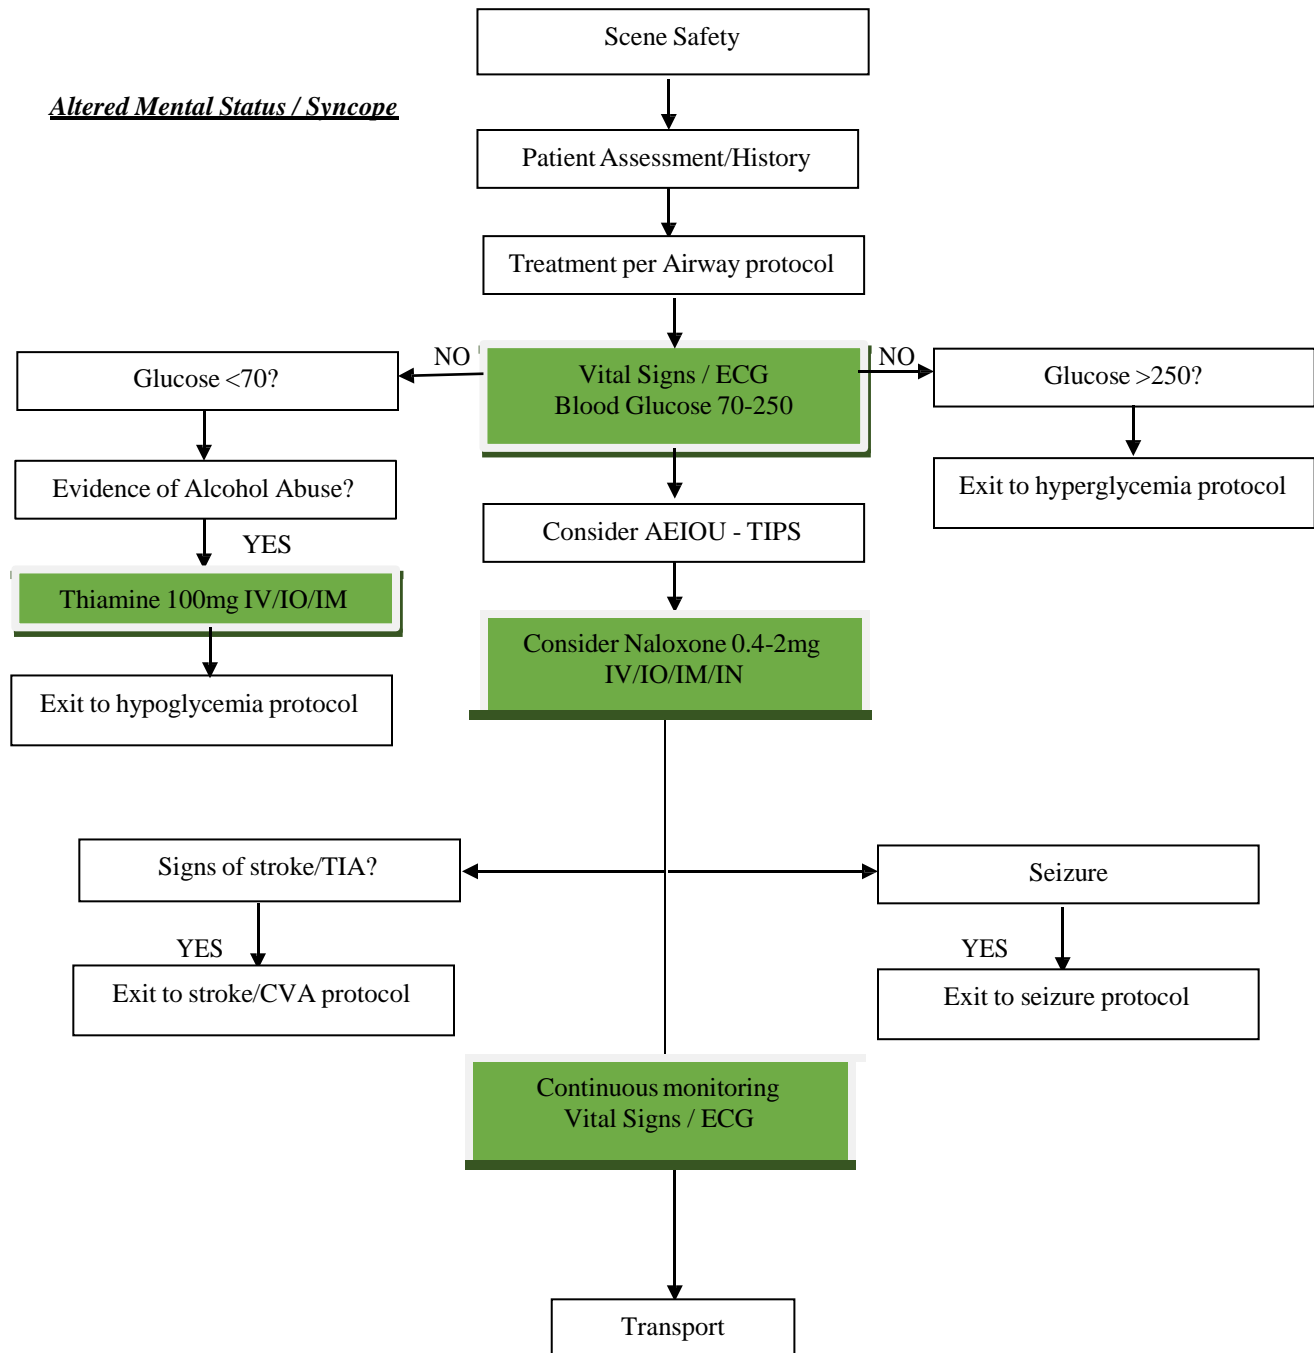 Scene Safety
Altered Mental Status / Syncope
Patient Assessment/History
Treatment per Airway protocol
NO
NO
Glucose <70?
Vital Signs / ECG
Blood Glucose 70-250
Glucose >250?
Evidence of Alcohol Abuse?
Exit to hyperglycemia protocol
Consider AEIOU - TIPS
YES
Thiamine 100mg IV/IO/IM
Consider Naloxone 0.4-2mg
IV/IO/IM/IN
Exit to hypoglycemia protocol
Signs of stroke/TIA?
Seizure
YES
YES
Exit to stroke/CVA protocol
Exit to seizure protocol
Continuous monitoring
Vital Signs / ECG
Transport